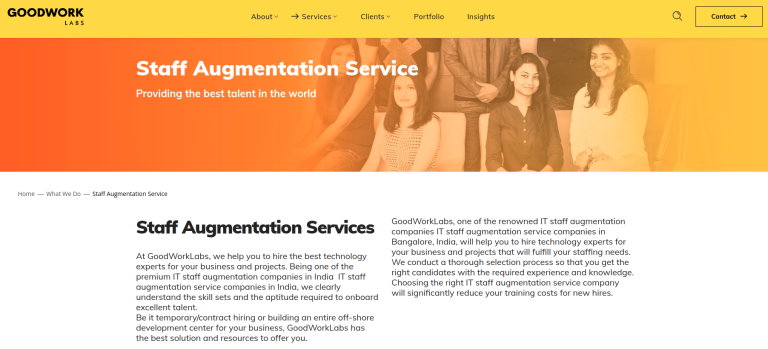 GOODWORK
LABS
About
Services
Clients
Portfolio
Insights
Contact
Staff Augmentation Service
Providing the best talent in the world
Home — What We Do — Staff Augmentation Service
Staff Augmentation Services
At GoodWorkLabs, we help you to hire the best technology
experts for your business and projects. Being one of the
premium IT staff augmentation companies in India IT staff
augmentation service companies in India, we clearly
understand the skill sets and the aptitude required to onboard
excellent talent.
Be it temporary/contract hiring or building an entire off-shore
development center for your business, GoodWorkLabs has
the best solution and resources to offer you.
GoodWorkLabs, one of the renowned IT staff augmentation
companies IT staff augmentation service companies in
Bangalore, India, will help you to hire technology experts for
your business and projects that will fulfill your staffing needs.
We conduct a thorough selection process so that you get the
right candidates with the required experience and knowledge.
Choosing the right IT staff augmentation service company
will significantly reduce your training costs for new hires.